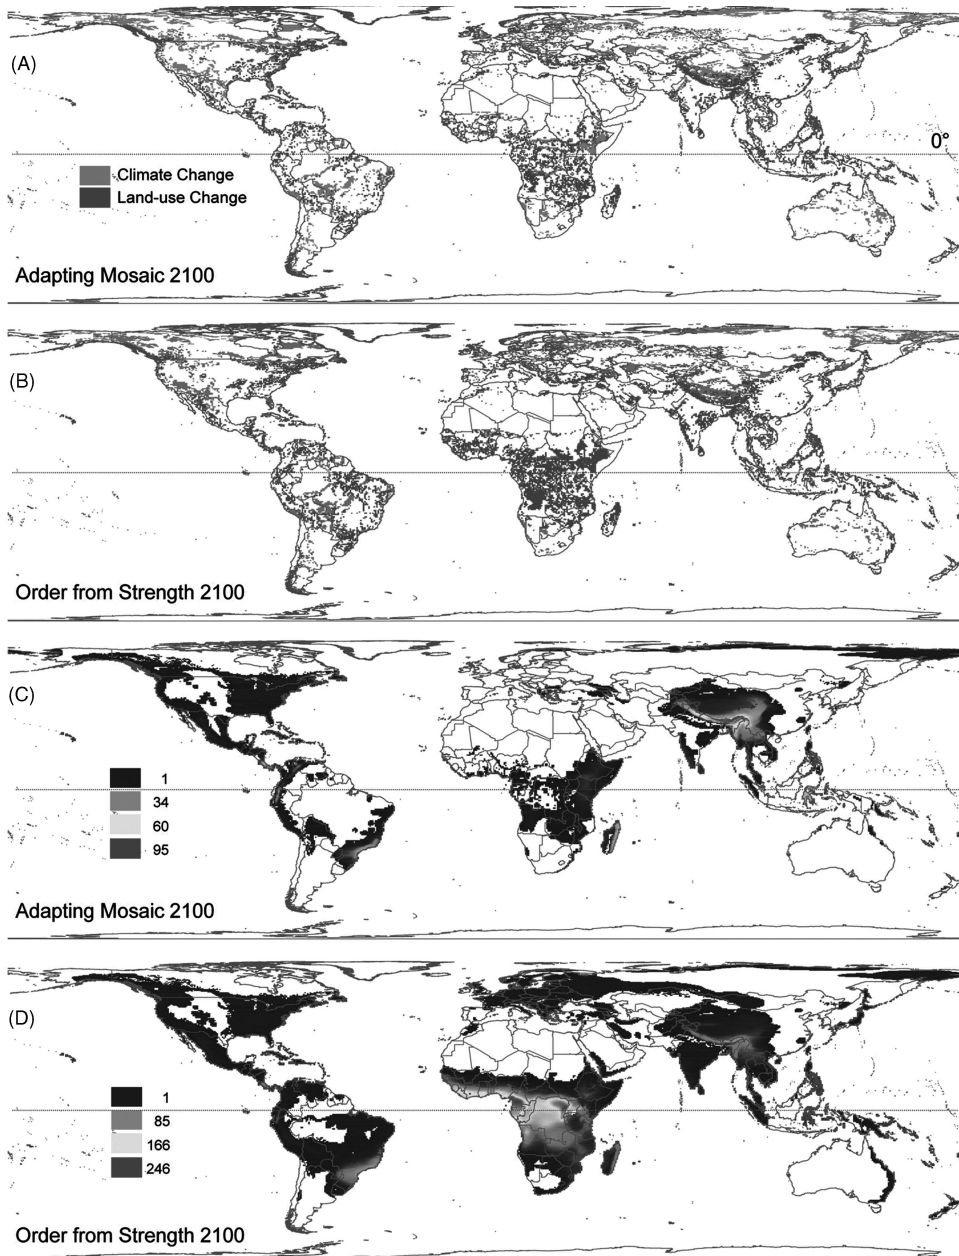 (A)
0°
Climate Change
Land-use Change
Adapting Mosaic 2100
(B)
Order from Strength 2100
(C)
1
34
60
95
Adapting Mosaic 2100
(D)
1
85
166
246
Order from Strength 2100